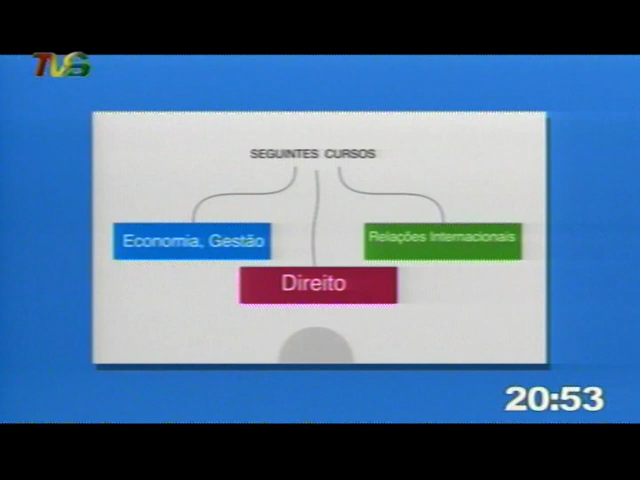 TVS
SEGUINTES CURSOS
Economia, Gestão
Relações Internacionais
Direito
20:53